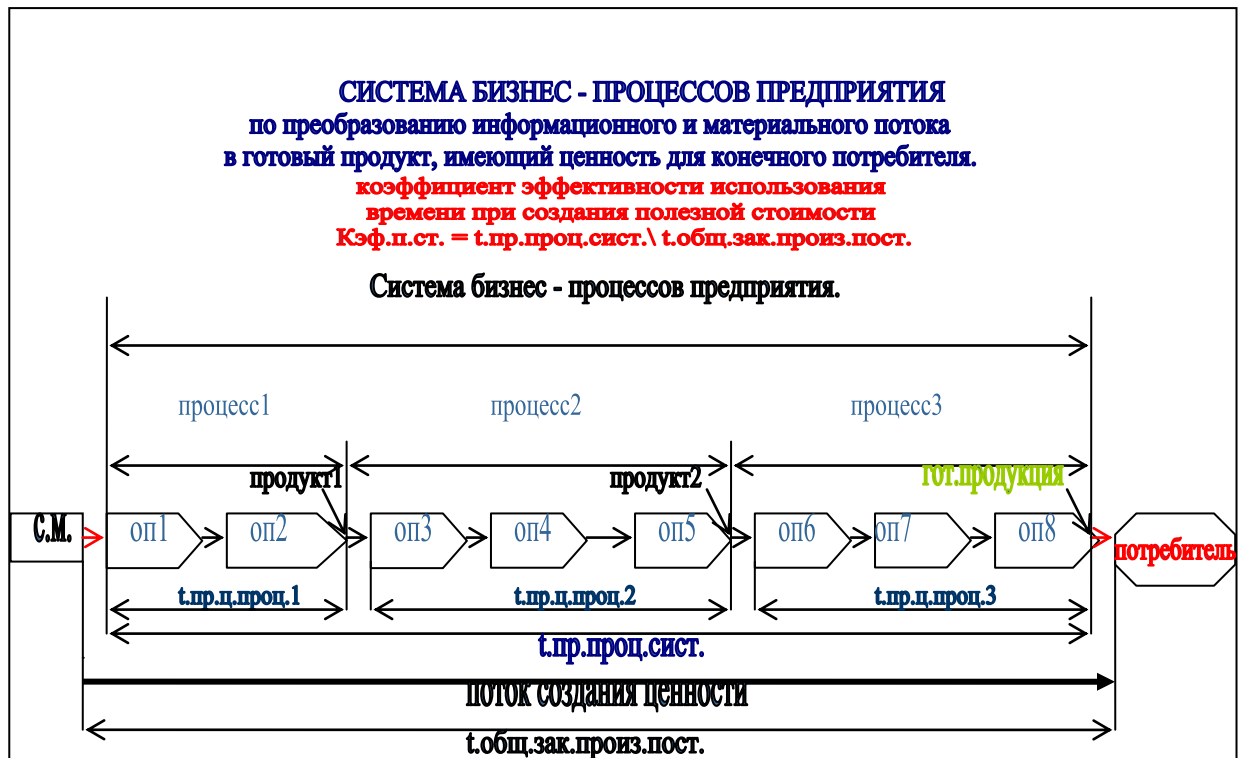 СИСТЕМА БИЗНЕС - ПРОЦЕССОВ ПРЕДПРИЯТИЯ
по преобразованию информационного и материального потока
в готовый продукт, имеющий ценность для конечного потребителя.
коэффициент эффективности использования
времени при создания полезной стоимости
Кэф.п.ст. = t.пр.проц.сист.\ t.общ.зак.произ.пост.
Система бизнес - процессов предприятия.
процесс1 процесс2 процесс3
продукт1 продукт2 гот.продукция
С.М. оп1 оп2 оп3 оп4 оп5 оп6 оп7 оп8 потребитель
t.пр.ц.проц.1 t.пр.ц.проц.2 t.пр.ц.проц.3
t.пр.проц.сист.
поток создания ценности
t.общ.зак.произ.пост.